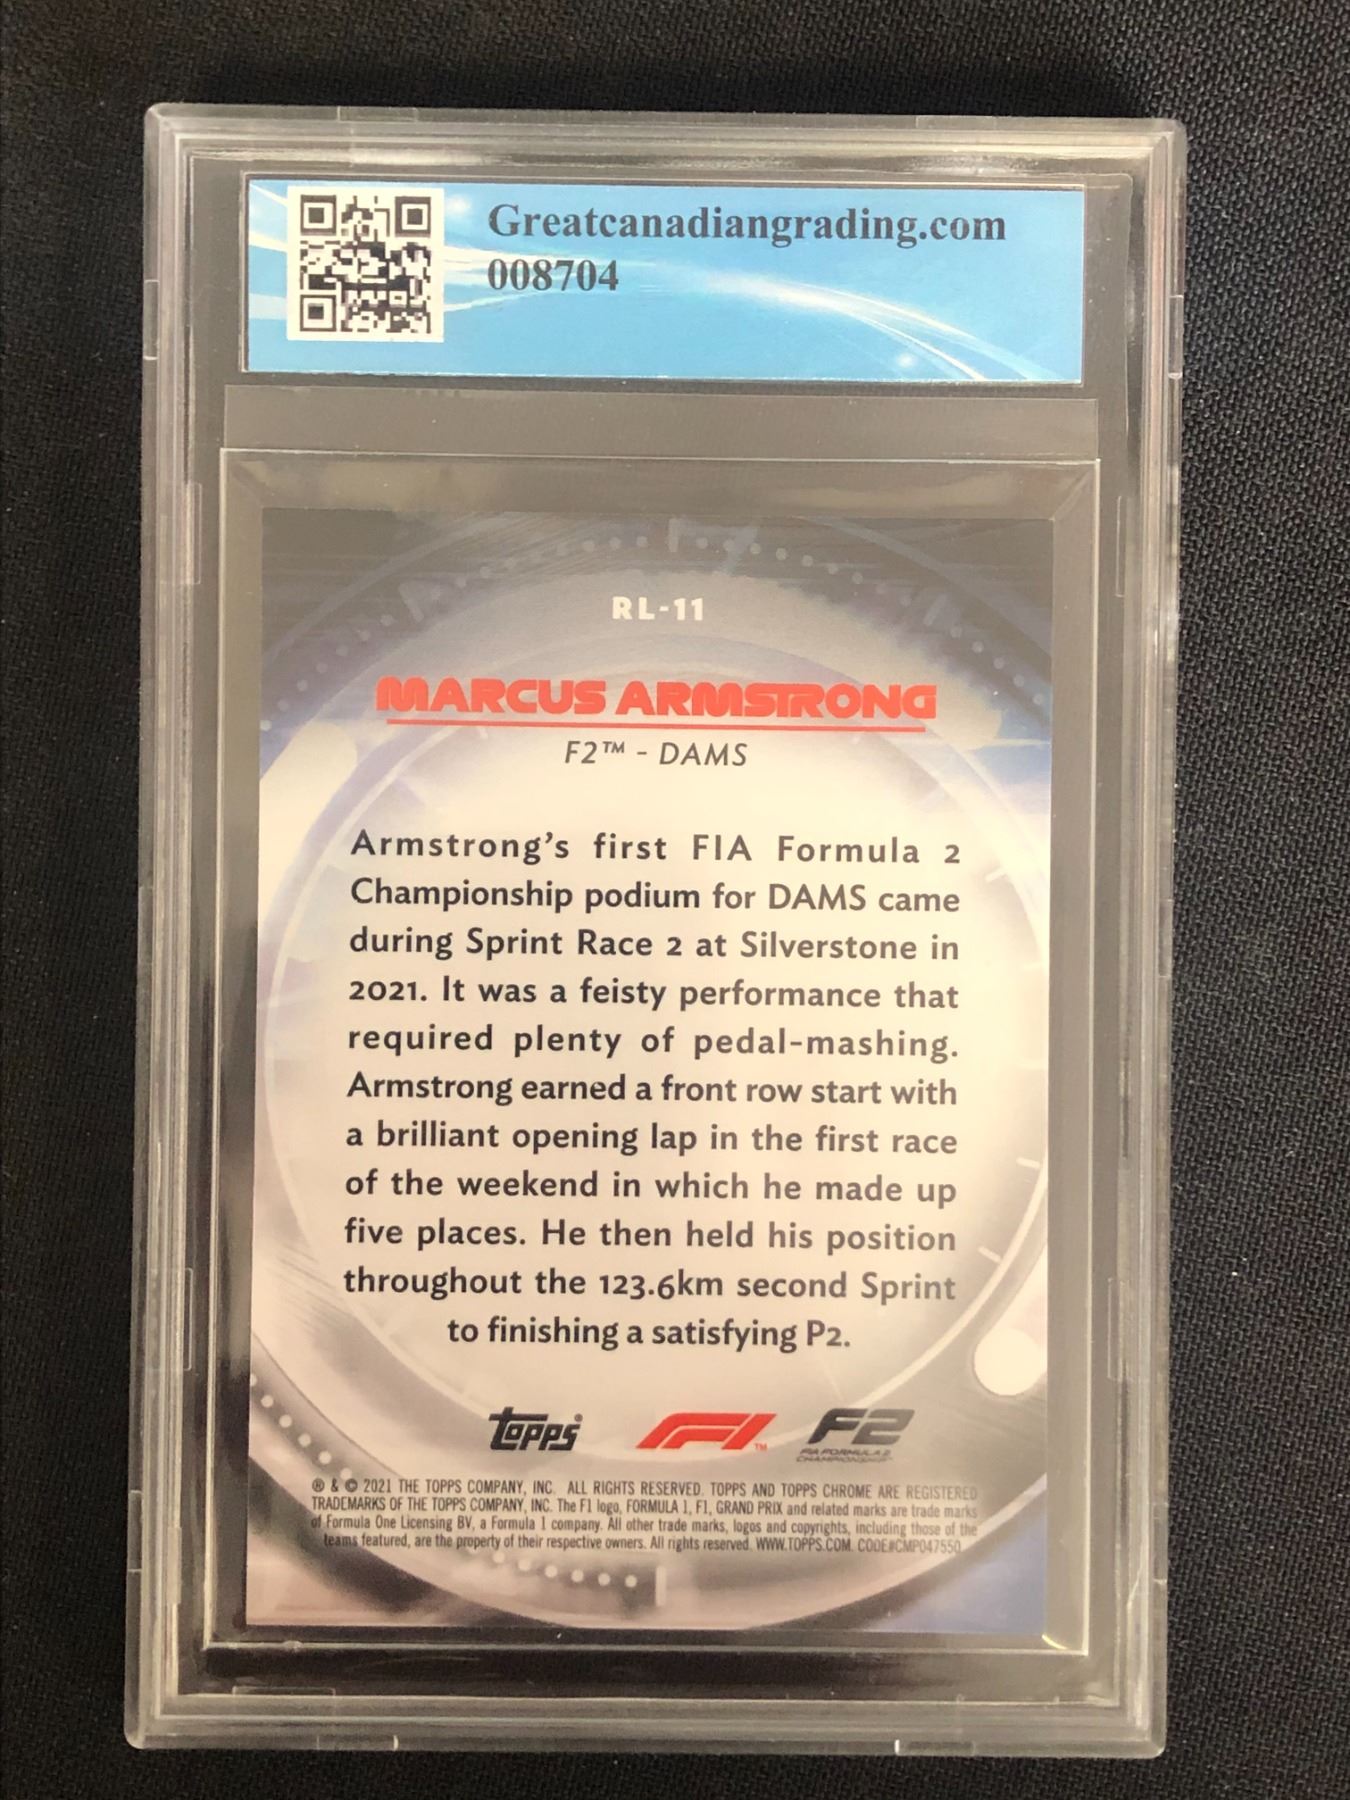 Greatcanadiangrading.com
008704
RL-11
MARCUS ARMSTRONG
F2™ - DAMS
Armstrong's first FIA Formula 2
Championship podium for DAMS came
during Sprint Race 2 at Silverstone in
2021. It was a feisty performance that
required plenty of pedal-mashing.
Armstrong earned a front row start with
a brilliant opening lap in the first race
of the weekend in which he made up
five places. He then held his position
throughout the 123.6km second Sprint
to finishing a satisfying P2.
topps F1™ F2
FIA FORMULA 2
CHAMPIONSHIP™
® & © 2021 THE TOPPS COMPANY, INC. ALL RIGHTS RESERVED. TOPPS AND TOPPS CHROME ARE REGISTERED
TRADEMARKS OF THE TOPPS COMPANY, INC. The F1 logo, FORMULA 1, F1, GRAND PRIX and related marks are trade marks
of Formula One Licensing BV, a Formula 1 company. All other trade marks, logos and copyrights, including those of the
teams featured, are the property of their respective owners. All rights reserved. WWW.TOPPS.COM. CODE#CMP047550